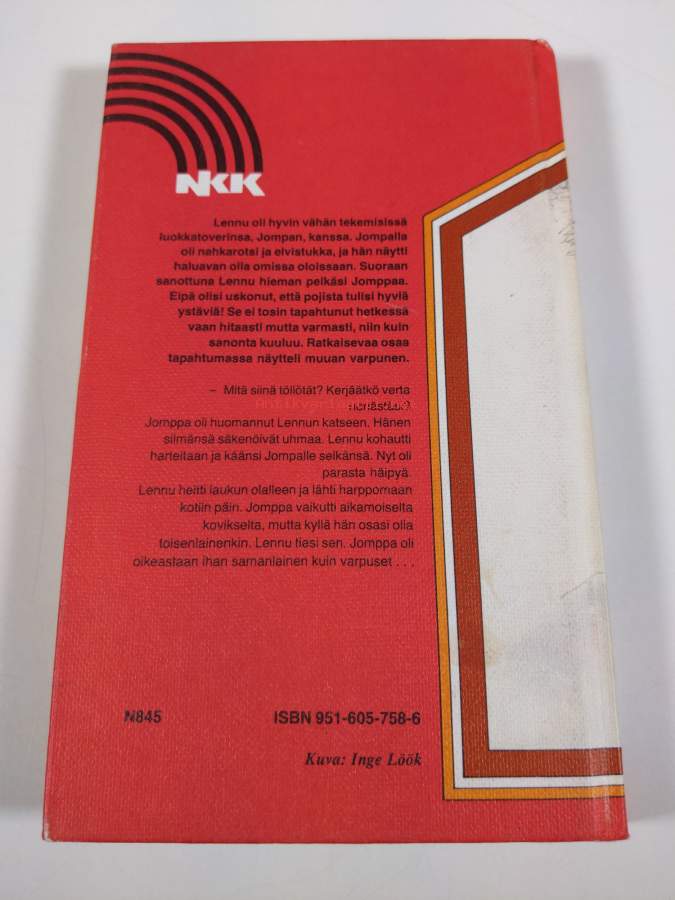 NKK
Lennu oli hyvin vähän tekemisissä
luokkatoverinsa, Jompan, kanssa. Jompalla
oli nahkarotsi ja elvistukka, ja hän näytti
haluavan olla omissa oloissaan. Suoraan
sanottuna Lennu hieman pelkäsi Jomppaa.
Eipä olisi uskonut, että pojista tulisi hyviä
ystäviä! Se ei tosin tapahtunut hetkessä
vaan hitaasti mutta varmasti, niin kuin
sanonta kuuluu. Ratkaisevaa osaa
tapahtumassa näytteli muuan varpunen.
– Mitä siinä töllötät? Kerjäätkö verta
nenästäs?
Jomppa oli huomannut Lennun katseen. Hänen
silmänsä säkenöivät uhmaa. Lennu kohautti
harteitaan ja käänsi Jompalle selkänsä. Nyt oli
parasta häipyä.
Lennu heitti laukun olalleen ja lähti harppomaan
kotiin päin. Jomppa vaikutti aikamoiselta
kovikselta, mutta kyllä hän osasi olla
toisenlainenkin. Lennu tiesi sen. Jomppa oli
oikeastaan ihan samanlainen kuin varpuset . . .
N845
ISBN 951-605-758-6
Kuva: Inge Löök